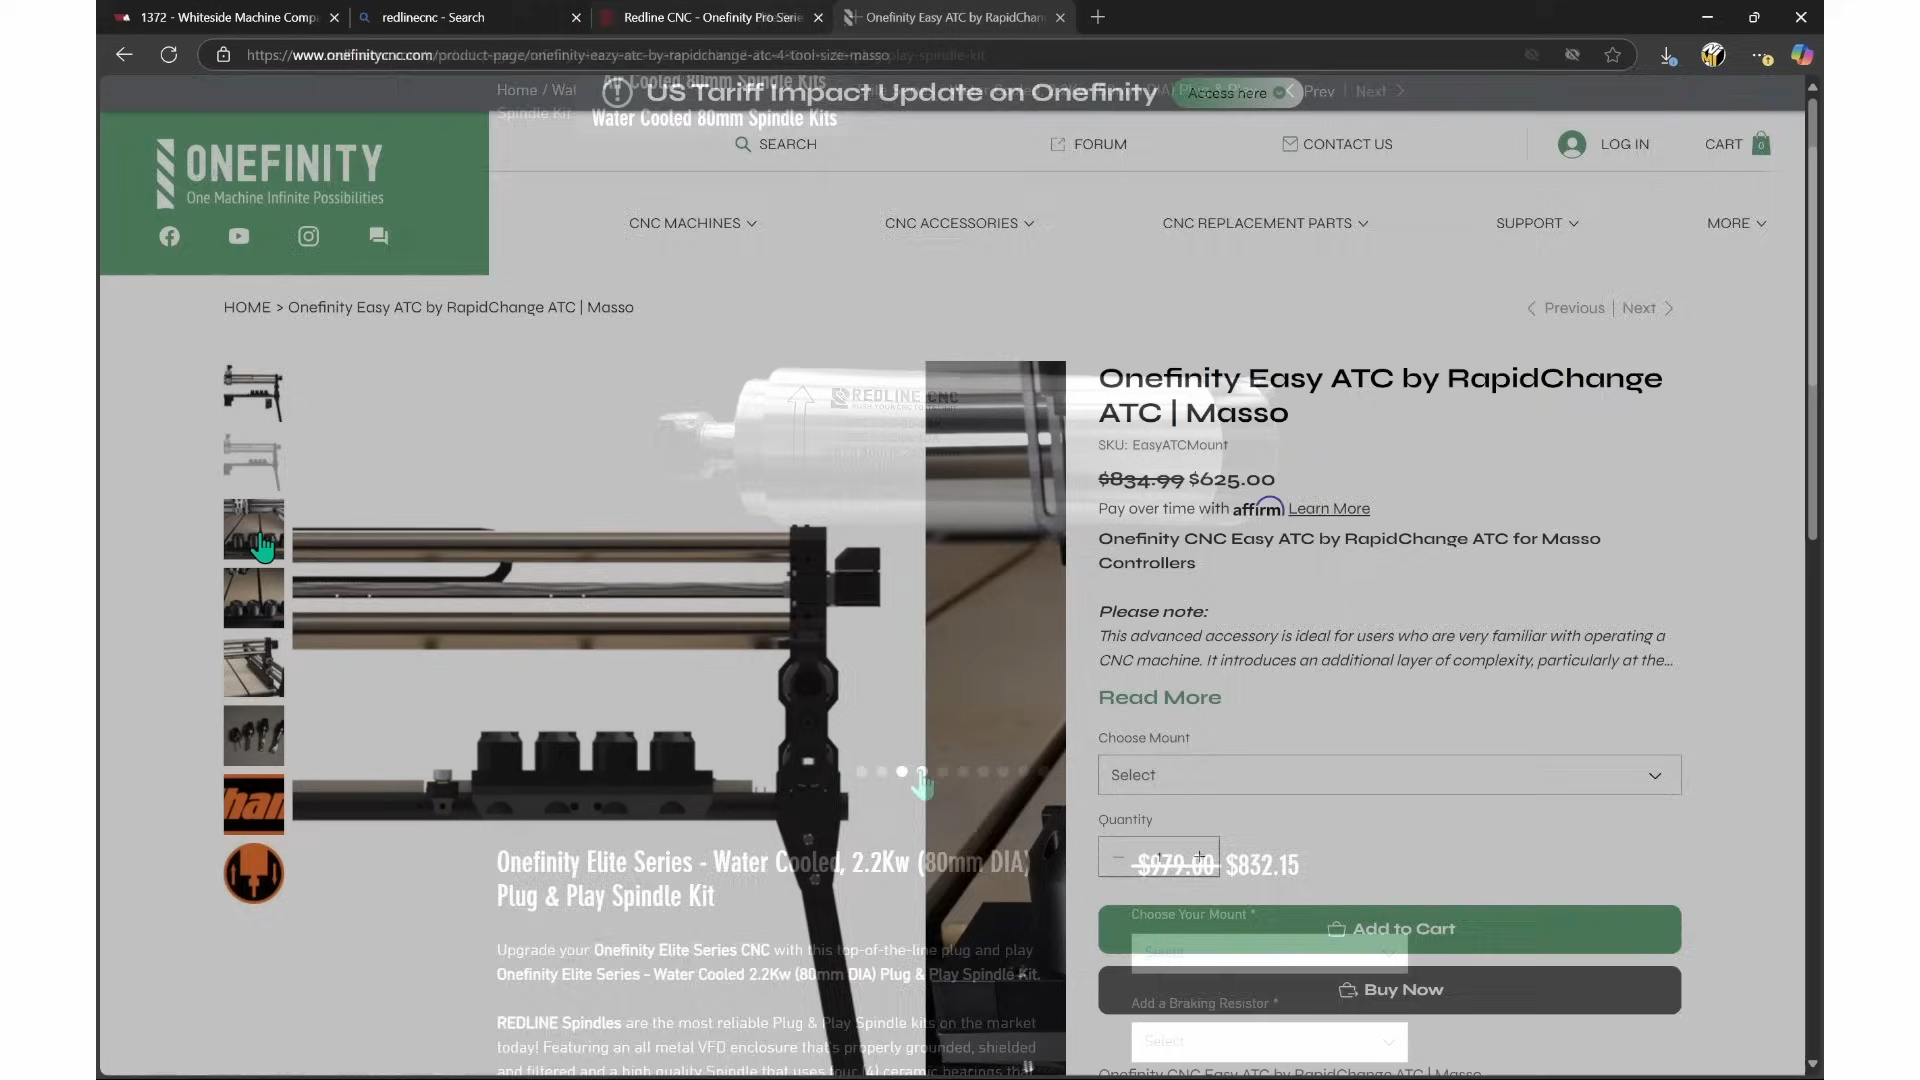 1372 - Whiteside Machine Comp
redlinecnc - Search
Redline CNC - Onefinity Pro Serie
Onefinity Easy ATC by RapidChan
https://www.onefinitycnc.com/product-page/onefinity-eazy-atc-by-rapidchange-atc-4-tool-size-masso
play-spindle-kit
Air Cooled 80mm Spindle Kits
Home / Wat
Spindle Kit
US Tariff Impact Update on Onefinity
Access here
Prev | Next
Water Cooled 80mm Spindle Kits
ONEFINITY
One Machine Infinite Possibilities
SEARCH
FORUM
CONTACT US
LOG IN
CART
0
CNC MACHINES
CNC ACCESSORIES
CNC REPLACEMENT PARTS
SUPPORT
MORE
HOME > Onefinity Easy ATC by RapidChange ATC | Masso
Previous | Next
REDLINE CNC
Onefinity Easy ATC by RapidChange
ATC | Masso
SKU: EasyATCMount
$834.99 $625.00
Pay over time with affirm Learn More
Onefinity CNC Easy ATC by RapidChange ATC for Masso
Controllers
Please note:
This advanced accessory is ideal for users who are very familiar with operating a
CNC machine. It introduces an additional layer of complexity, particularly at the...
Read More
Choose Mount
Select
Quantity
1
$979.00 $832.15
Choose Your Mount *
Select
Add to Cart
Buy Now
Add a Braking Resistor *
Select
Onefinity CNC Easy ATC by RapidChange ATC | Masso
Onefinity Elite Series - Water Cooled, 2.2Kw (80mm DIA)
Plug & Play Spindle Kit
Upgrade your Onefinity Elite Series CNC with this top-of-the-line plug and play
Onefinity Elite Series - Water Cooled 2.2Kw (80mm DIA) Plug & Play Spindle Kit.
REDLINE Spindles are the most reliable Plug & Play Spindle kits on the market
today! Featuring an all metal VFD enclosure that's properly grounded, shielded
and filtered and a high quality Spindle that uses four (4) ceramic bearings that